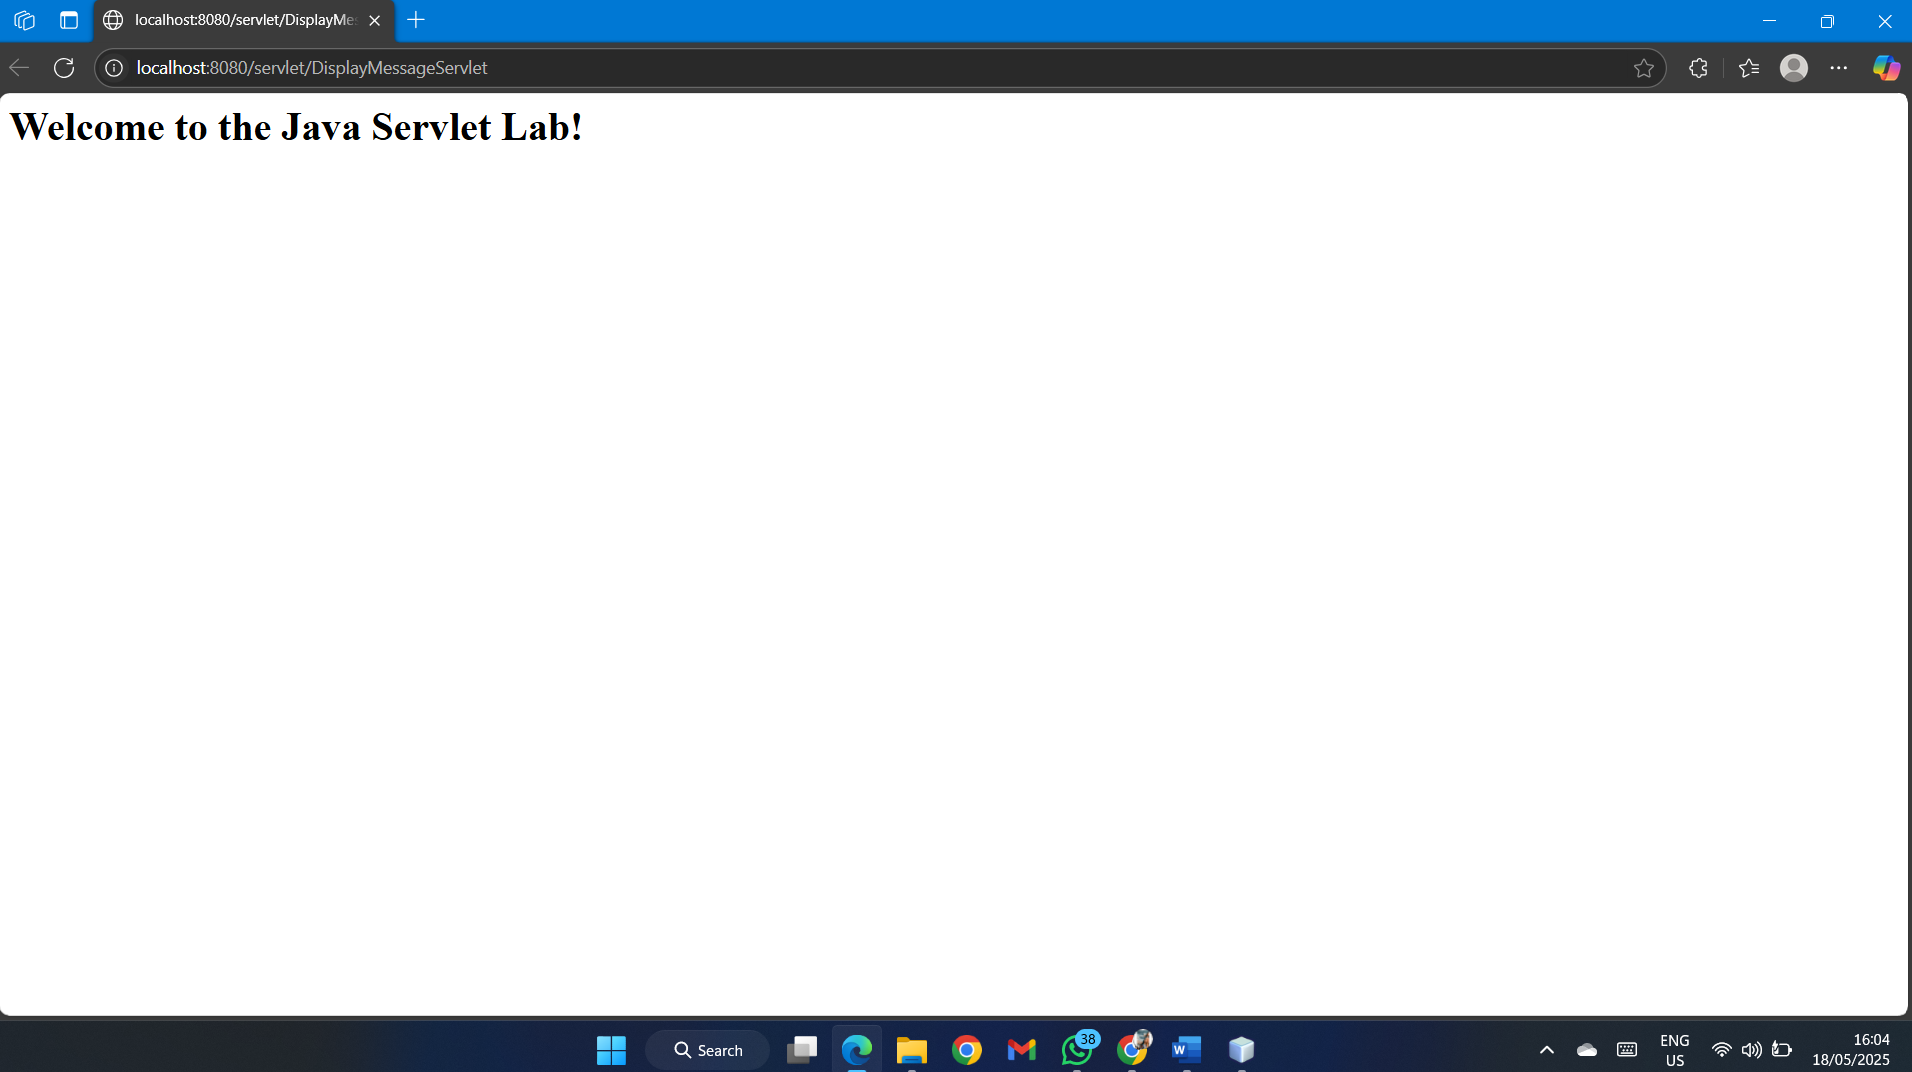 localhost:8080/servlet/DisplayMe
localhost:8080/servlet/DisplayMessageServlet
Welcome to the Java Servlet Lab!
Search
38
W
ENG
US
16:04
18/05/2025